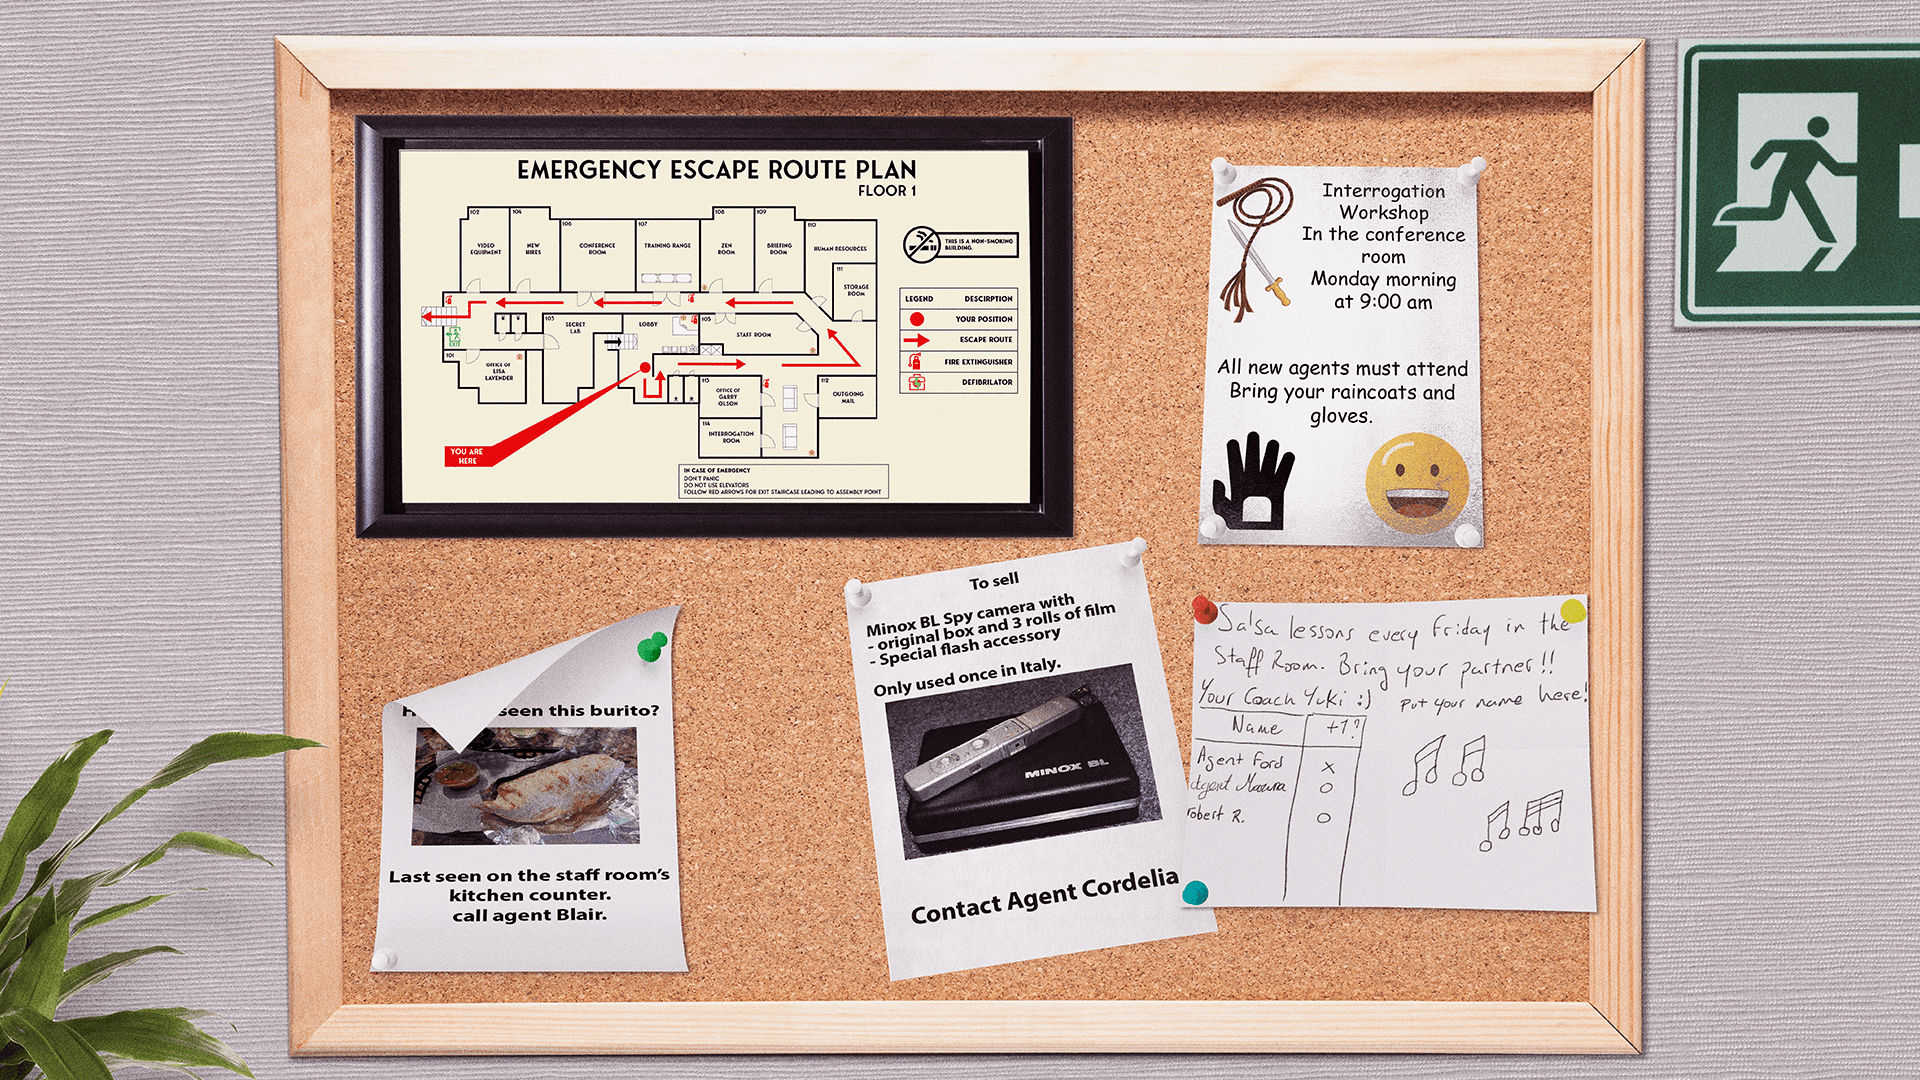 EMERGENCY ESCAPE ROUTE PLAN
FLOOR 1
102
VIDEO
EQUIPMENT
104
NEW
HIRES
106
CONFERENCE
ROOM
107
TRAINING RANGE
108
ZEN
ROOM
109
BRIEFING
ROOM
110
HUMAN RESOURCES
111
STORAGE
ROOM
103
SECRET
LAB
LOBBY
105
STAFF ROOM
EXIT
101
OFFICE OF
LISA
LAVENDER
113
OFFICE OF
GARRY
OLSON
112
OUTGOING
MAIL
114
INTERROGATION
ROOM
YOU ARE
HERE
THIS IS A NON-SMOKING
BUILDING.
LEGEND DESCIRPTION
YOUR POSITION
ESCAPE ROUTE
FIRE EXTINGUISHER
DEFIBRILATOR
IN CASE OF EMERGENCY
DON'T PANIC
DO NOT USE ELEVATORS
FOLLOW RED ARROWS FOR EXIT STAIRCASE LEADING TO ASSEMBLY POINT
Interrogation
Workshop
In the conference
room
Monday morning
at 9:00 am
All new agents must attend
Bring your raincoats and
gloves.
seen this burito?
Last seen on the staff room's
kitchen counter.
call agent Blair.
To sell
Minox BL Spy camera with
- original box and 3 rolls of film
- Special flash accessory
Only used once in Italy.
MINOX BL
Contact Agent Cordelia
Salsa lessons every Friday in the
Staff Room. Bring your partner!!
Your Coach Yuki :) Put your name here!
Name +1?
Agent Ford x
Agent o
robert R. o